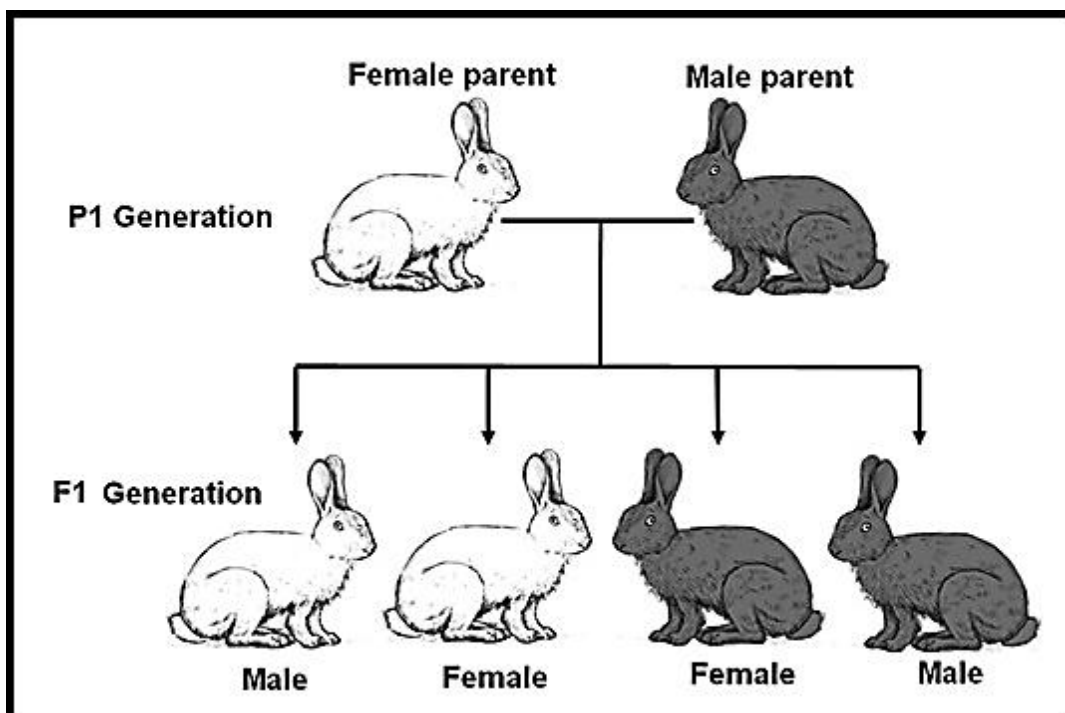 Female parent
Male parent
P1 Generation
F1 Generation
Male
Female
Female
Male